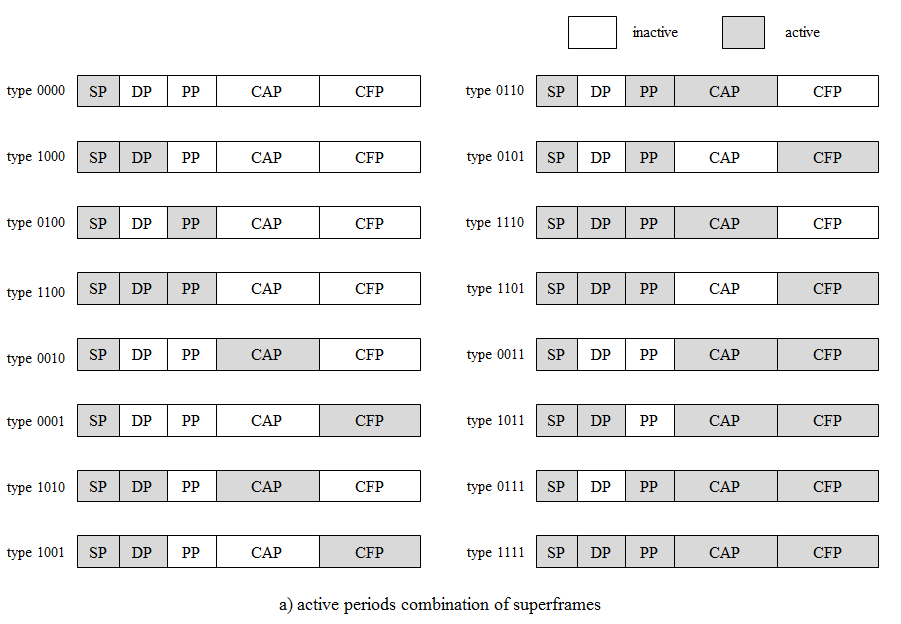 inactive active
type 0000 SP DP PP CAP CFP
type 1000 SP DP PP CAP CFP
type 0100 SP DP PP CAP CFP
type 1100 SP DP PP CAP CFP
type 0010 SP DP PP CAP CFP
type 0001 SP DP PP CAP CFP
type 1010 SP DP PP CAP CFP
type 1001 SP DP PP CAP CFP
type 0110 SP DP PP CAP CFP
type 0101 SP DP PP CAP CFP
type 1110 SP DP PP CAP CFP
type 1101 SP DP PP CAP CFP
type 0011 SP DP PP CAP CFP
type 1011 SP DP PP CAP CFP
type 0111 SP DP PP CAP CFP
type 1111 SP DP PP CAP CFP
a) active periods combination of superframes